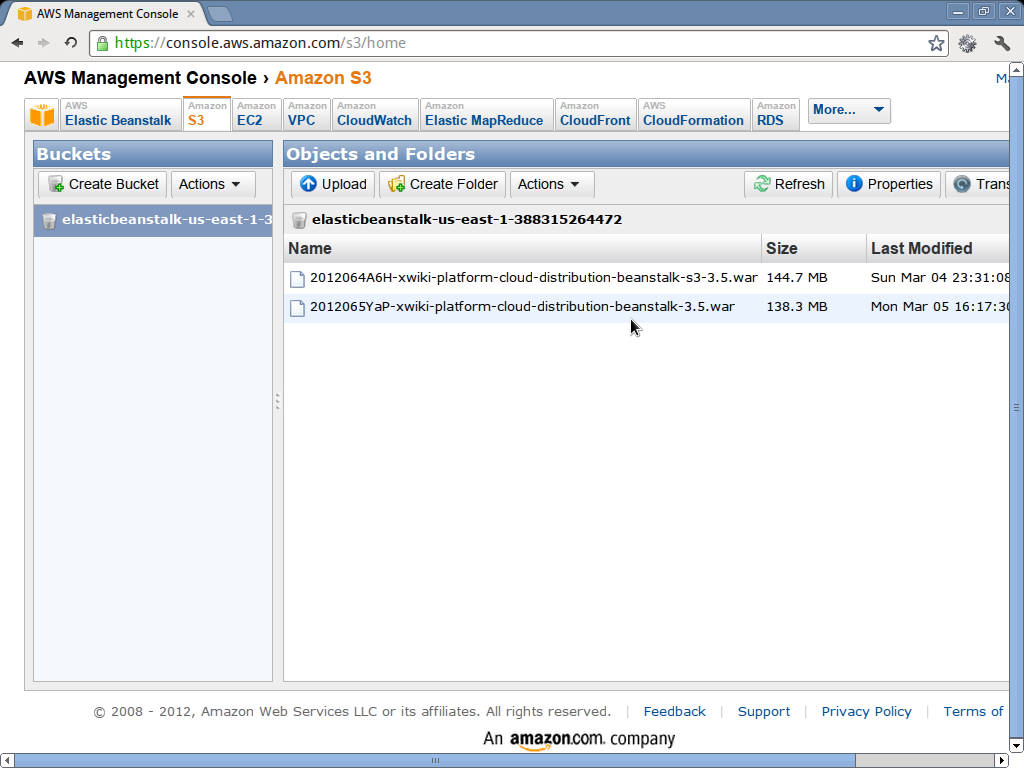 AWS Management Console
https://console.aws.amazon.com/s3/home
AWS Management Console › Amazon S3
AWS Elastic Beanstalk
Amazon S3
Amazon EC2
Amazon VPC
Amazon CloudWatch
Amazon Elastic MapReduce
Amazon CloudFront
AWS CloudFormation
Amazon RDS
More...
Buckets
Create Bucket Actions
elasticbeanstalk-us-east-1-3
Objects and Folders
Upload Create Folder Actions Refresh Properties Trans
elasticbeanstalk-us-east-1-388315264472
Name Size Last Modified
2012064A6H-xwiki-platform-cloud-distribution-beanstalk-s3-3.5.war 144.7 MB Sun Mar 04 23:31:08
2012065YaP-xwiki-platform-cloud-distribution-beanstalk-3.5.war 138.3 MB Mon Mar 05 16:17:30
© 2008 - 2012, Amazon Web Services LLC or its affiliates. All rights reserved. | Feedback | Support | Privacy Policy | Terms of
An amazon.com. company